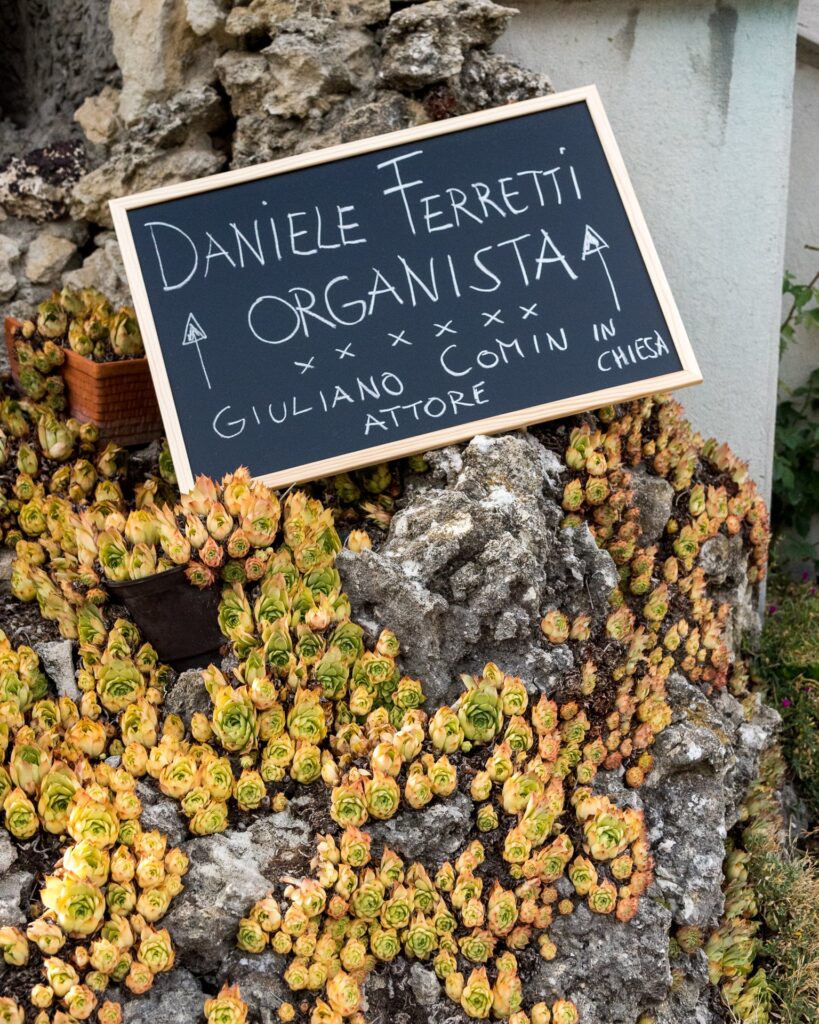 DANIELE FERRETTI
ORGANISTA
× × × × × ×
GIULIANO COMIN
ATTORE
IN
CHIESA